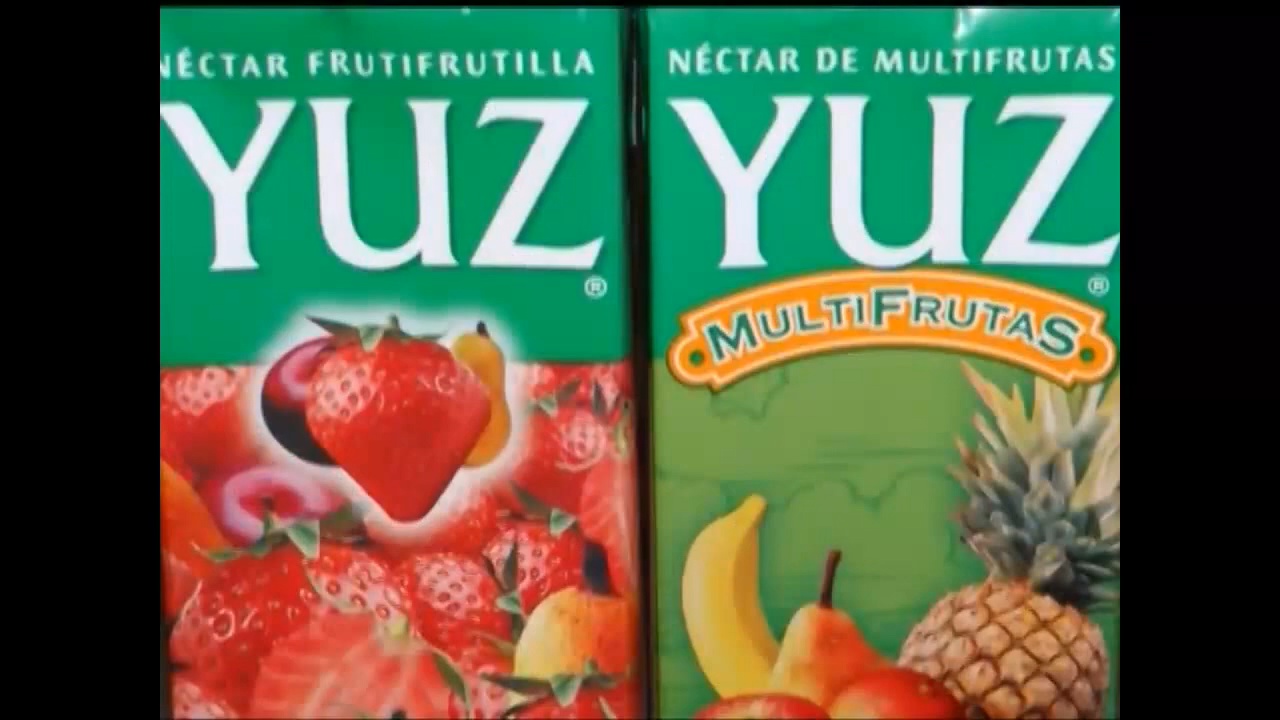 NÉCTAR FRUTIFRUTILLA
YUZ
®
NÉCTAR DE MULTIFRUTAS
YUZ
®
MULTIFRUTAS